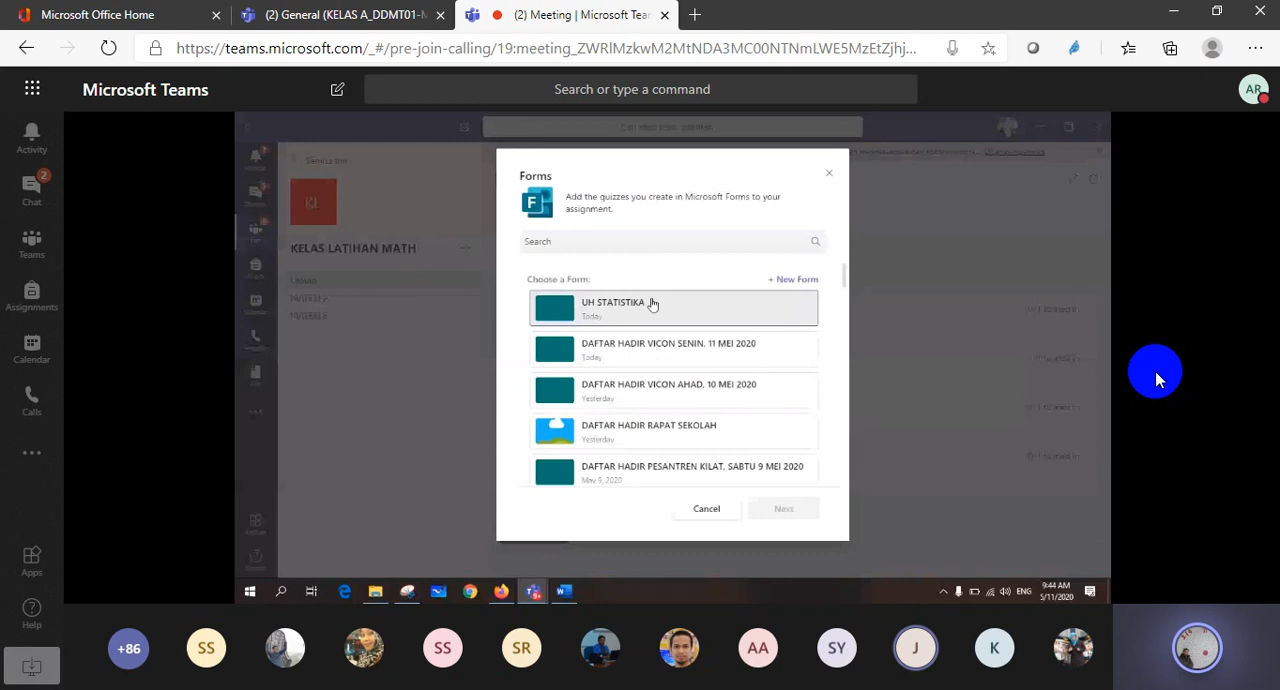 Microsoft Office Home
(2) General (KELAS A_DDMT01-M
(2) Meeting | Microsoft Tea
https://teams.microsoft.com/_#/pre-join-calling/19:meeting_ZWRlMzkwM2MtNDA3MC00NTNmLWE5MzEtZjhj...
Microsoft Teams
Search or type a command
AR
Activity
2
Chat
Teams
Assignments
Calendar
Calls
Apps
Help
KL
KELAS LATIHAN MATH
Forms
F
Add the quizzes you create in Microsoft Forms to your
assignment.
Search
Choose a Form:
+ New Form
UH STATISTIKA
Today
DAFTAR HADIR VICON SENIN, 11 MEI 2020
Today
DAFTAR HADIR VICON AHAD, 10 MEI 2020
Yesterday
DAFTAR HADIR RAPAT SEKOLAH
Yesterday
DAFTAR HADIR PESANTREN KILAT, SABTU 9 MEI 2020
May 9, 2020
Cancel
Next
ENG
9:44 AM
5/11/2020
+86
SS
SS
SR
AA
SY
J
K